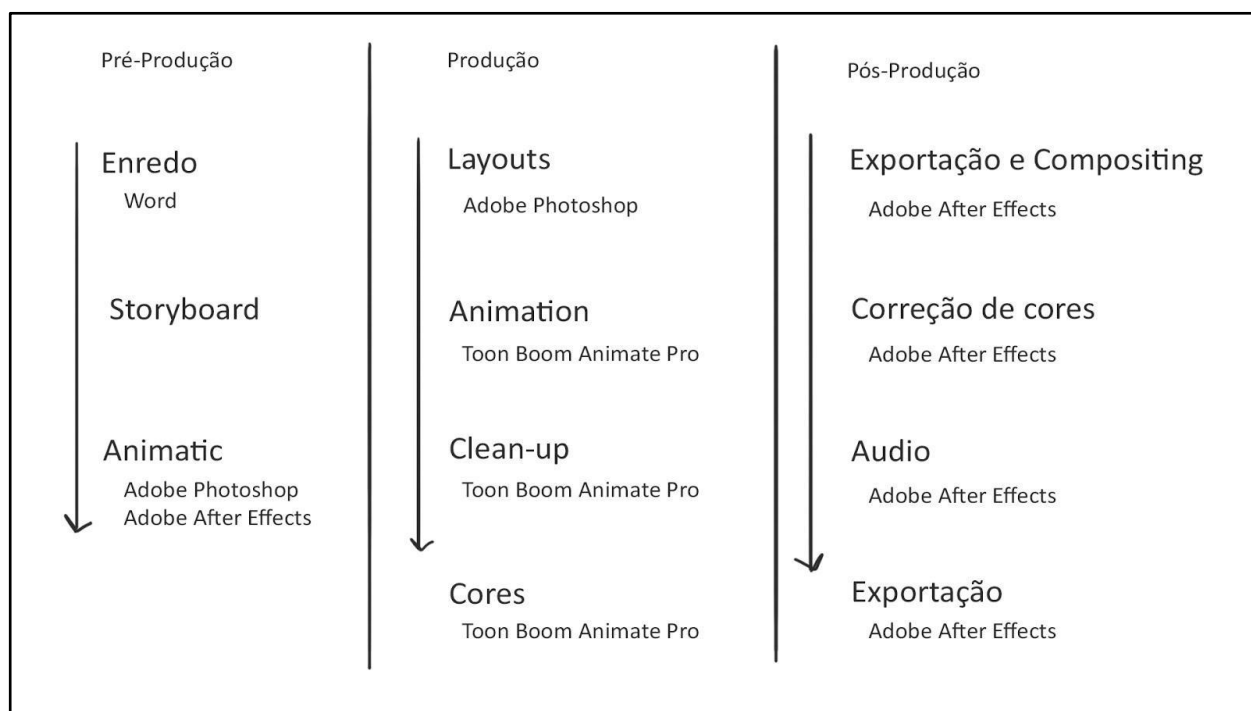 Pré-Produção
Enredo
Word
Storyboard
Animatic
Adobe Photoshop
Adobe After Effects
Produção
Layouts
Adobe Photoshop
Animation
Toon Boom Animate Pro
Clean-up
Toon Boom Animate Pro
Cores
Toon Boom Animate Pro
Pós-Produção
Exportação e Compositing
Adobe After Effects
Correção de cores
Adobe After Effects
Audio
Adobe After Effects
Exportação
Adobe After Effects